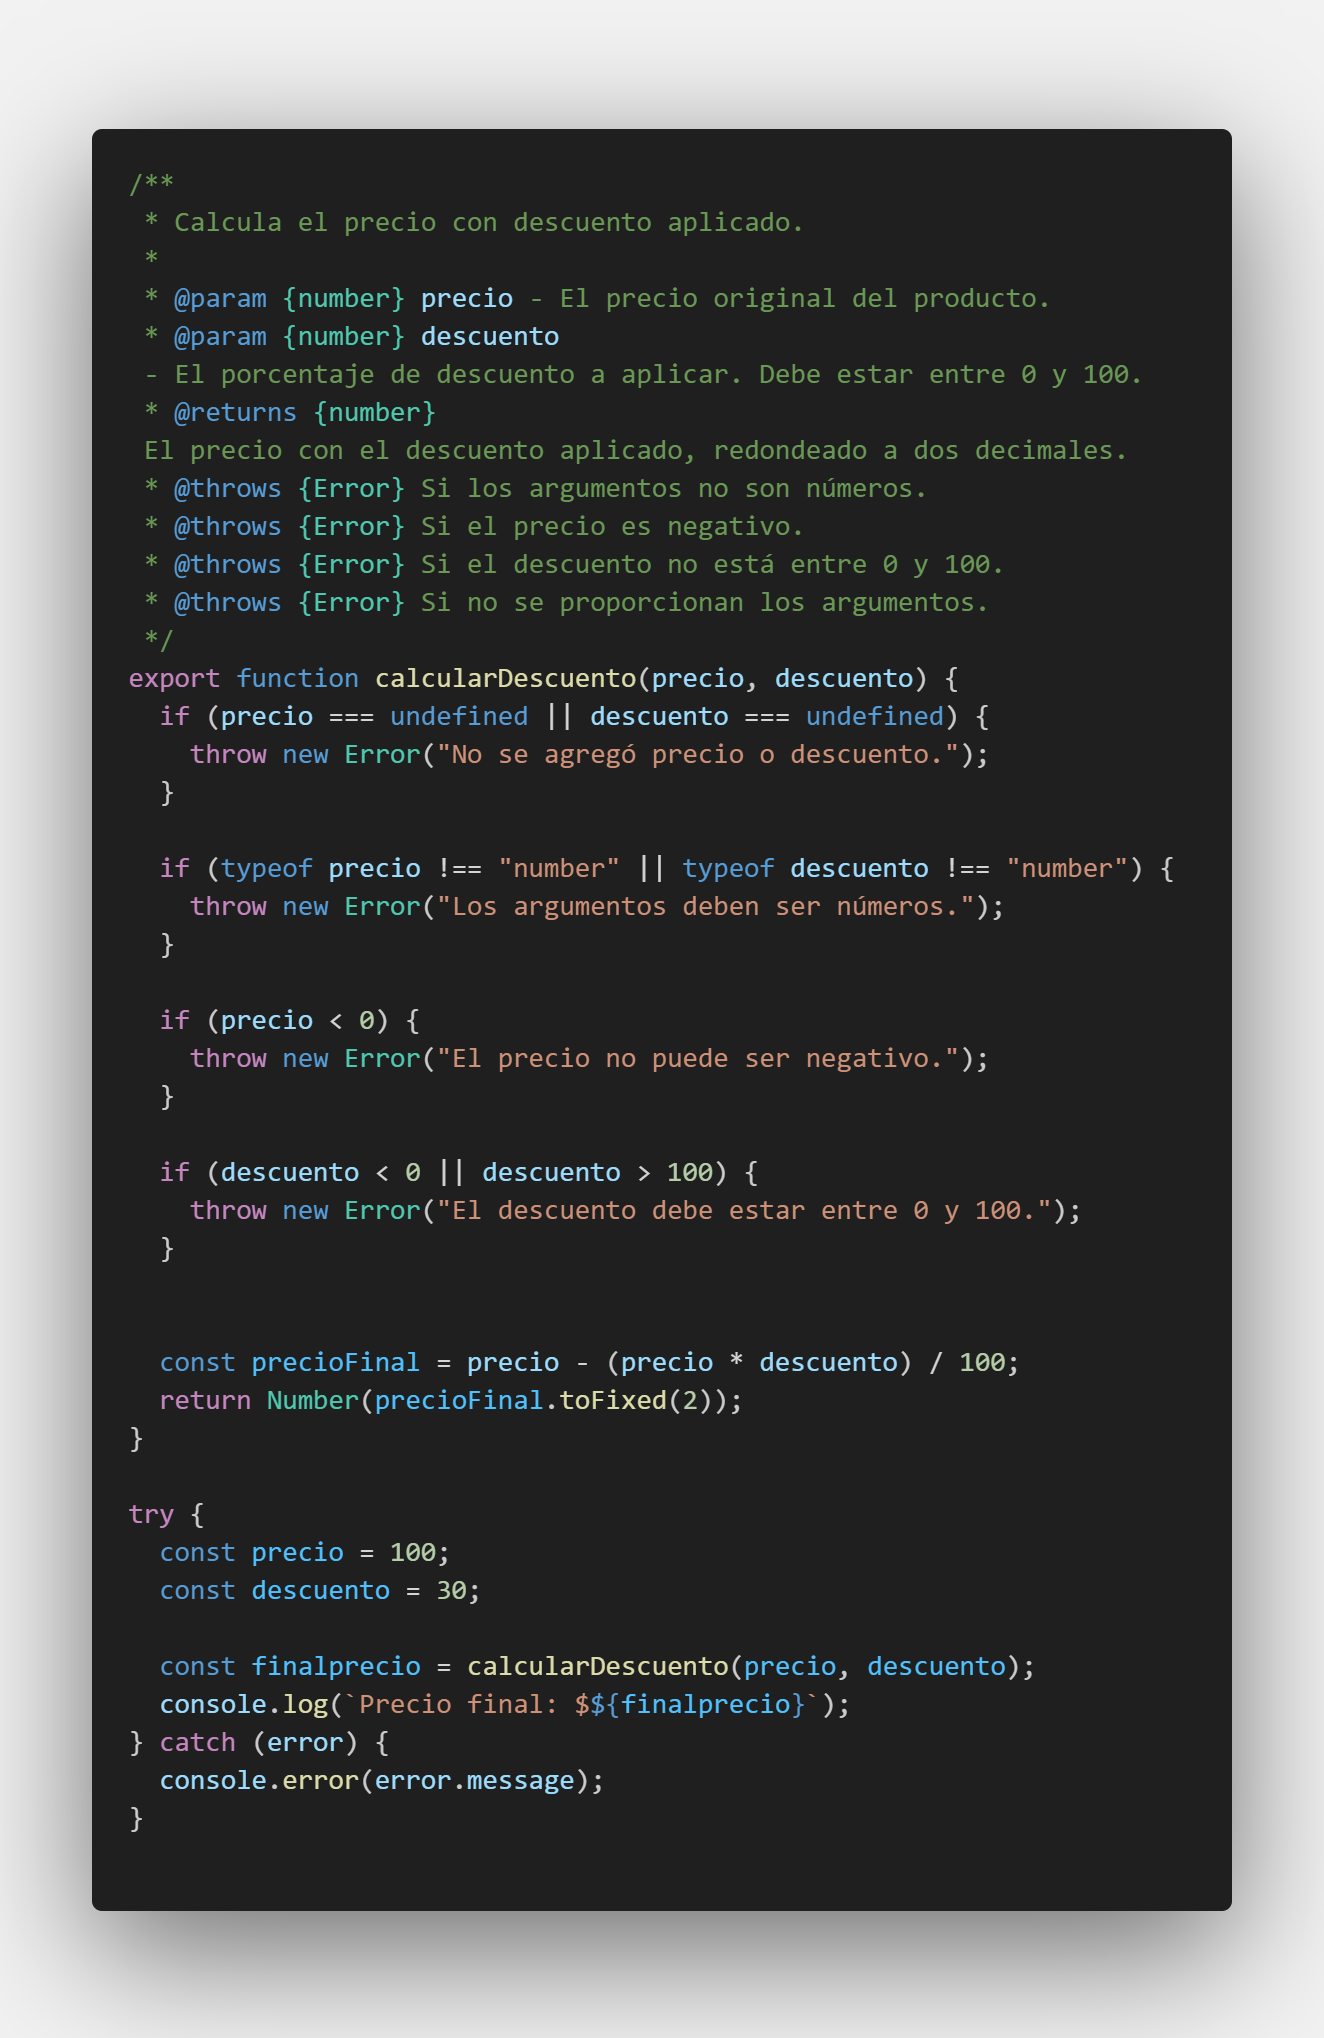 /**
 * Calcula el precio con descuento aplicado.
 *
 * @param {number} precio - El precio original del producto.
 * @param {number} descuento
 - El porcentaje de descuento a aplicar. Debe estar entre 0 y 100.
 * @returns {number}
 El precio con el descuento aplicado, redondeado a dos decimales.
 * @throws {Error} Si los argumentos no son números.
 * @throws {Error} Si el precio es negativo.
 * @throws {Error} Si el descuento no está entre 0 y 100.
 * @throws {Error} Si no se proporcionan los argumentos.
 */
export function calcularDescuento(precio, descuento) {
  if (precio === undefined || descuento === undefined) {
    throw new Error("No se agregó precio o descuento.");
  }

  if (typeof precio !== "number" || typeof descuento !== "number") {
    throw new Error("Los argumentos deben ser números.");
  }

  if (precio < 0) {
    throw new Error("El precio no puede ser negativo.");
  }

  if (descuento < 0 || descuento > 100) {
    throw new Error("El descuento debe estar entre 0 y 100.");
  }


  const precioFinal = precio - (precio * descuento) / 100;
  return Number(precioFinal.toFixed(2));
}

try {
  const precio = 100;
  const descuento = 30;

  const finalprecio = calcularDescuento(precio, descuento);
  console.log(`Precio final: $${finalprecio}`);
} catch (error) {
  console.error(error.message);
}